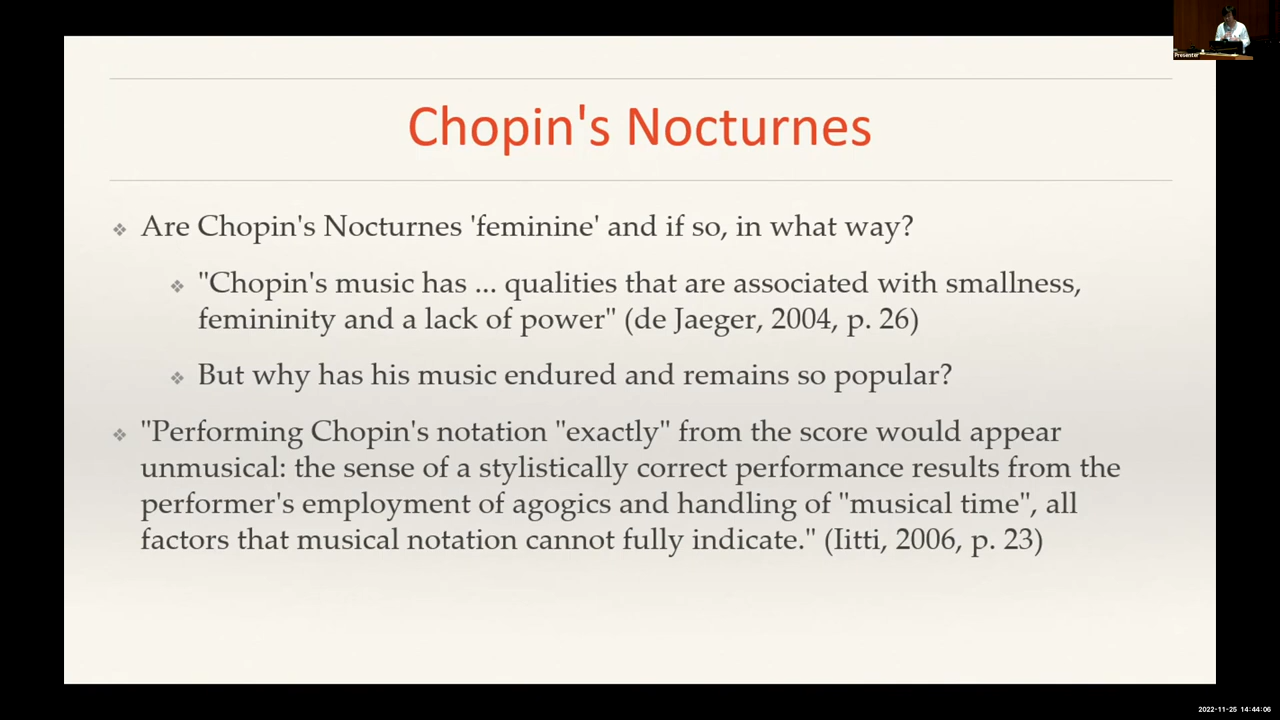 Presenter
Chopin's Nocturnes
Are Chopin's Nocturnes 'feminine' and if so, in what way?
"Chopin's music has ... qualities that are associated with smallness,
femininity and a lack of power" (de Jaeger, 2004, p. 26)
But why has his music endured and remains so popular?
"Performing Chopin's notation "exactly" from the score would appear
unmusical: the sense of a stylistically correct performance results from the
performer's employment of agogics and handling of "musical time", all
factors that musical notation cannot fully indicate." (Iitti, 2006, p. 23)
2022-11-25 14:44:06